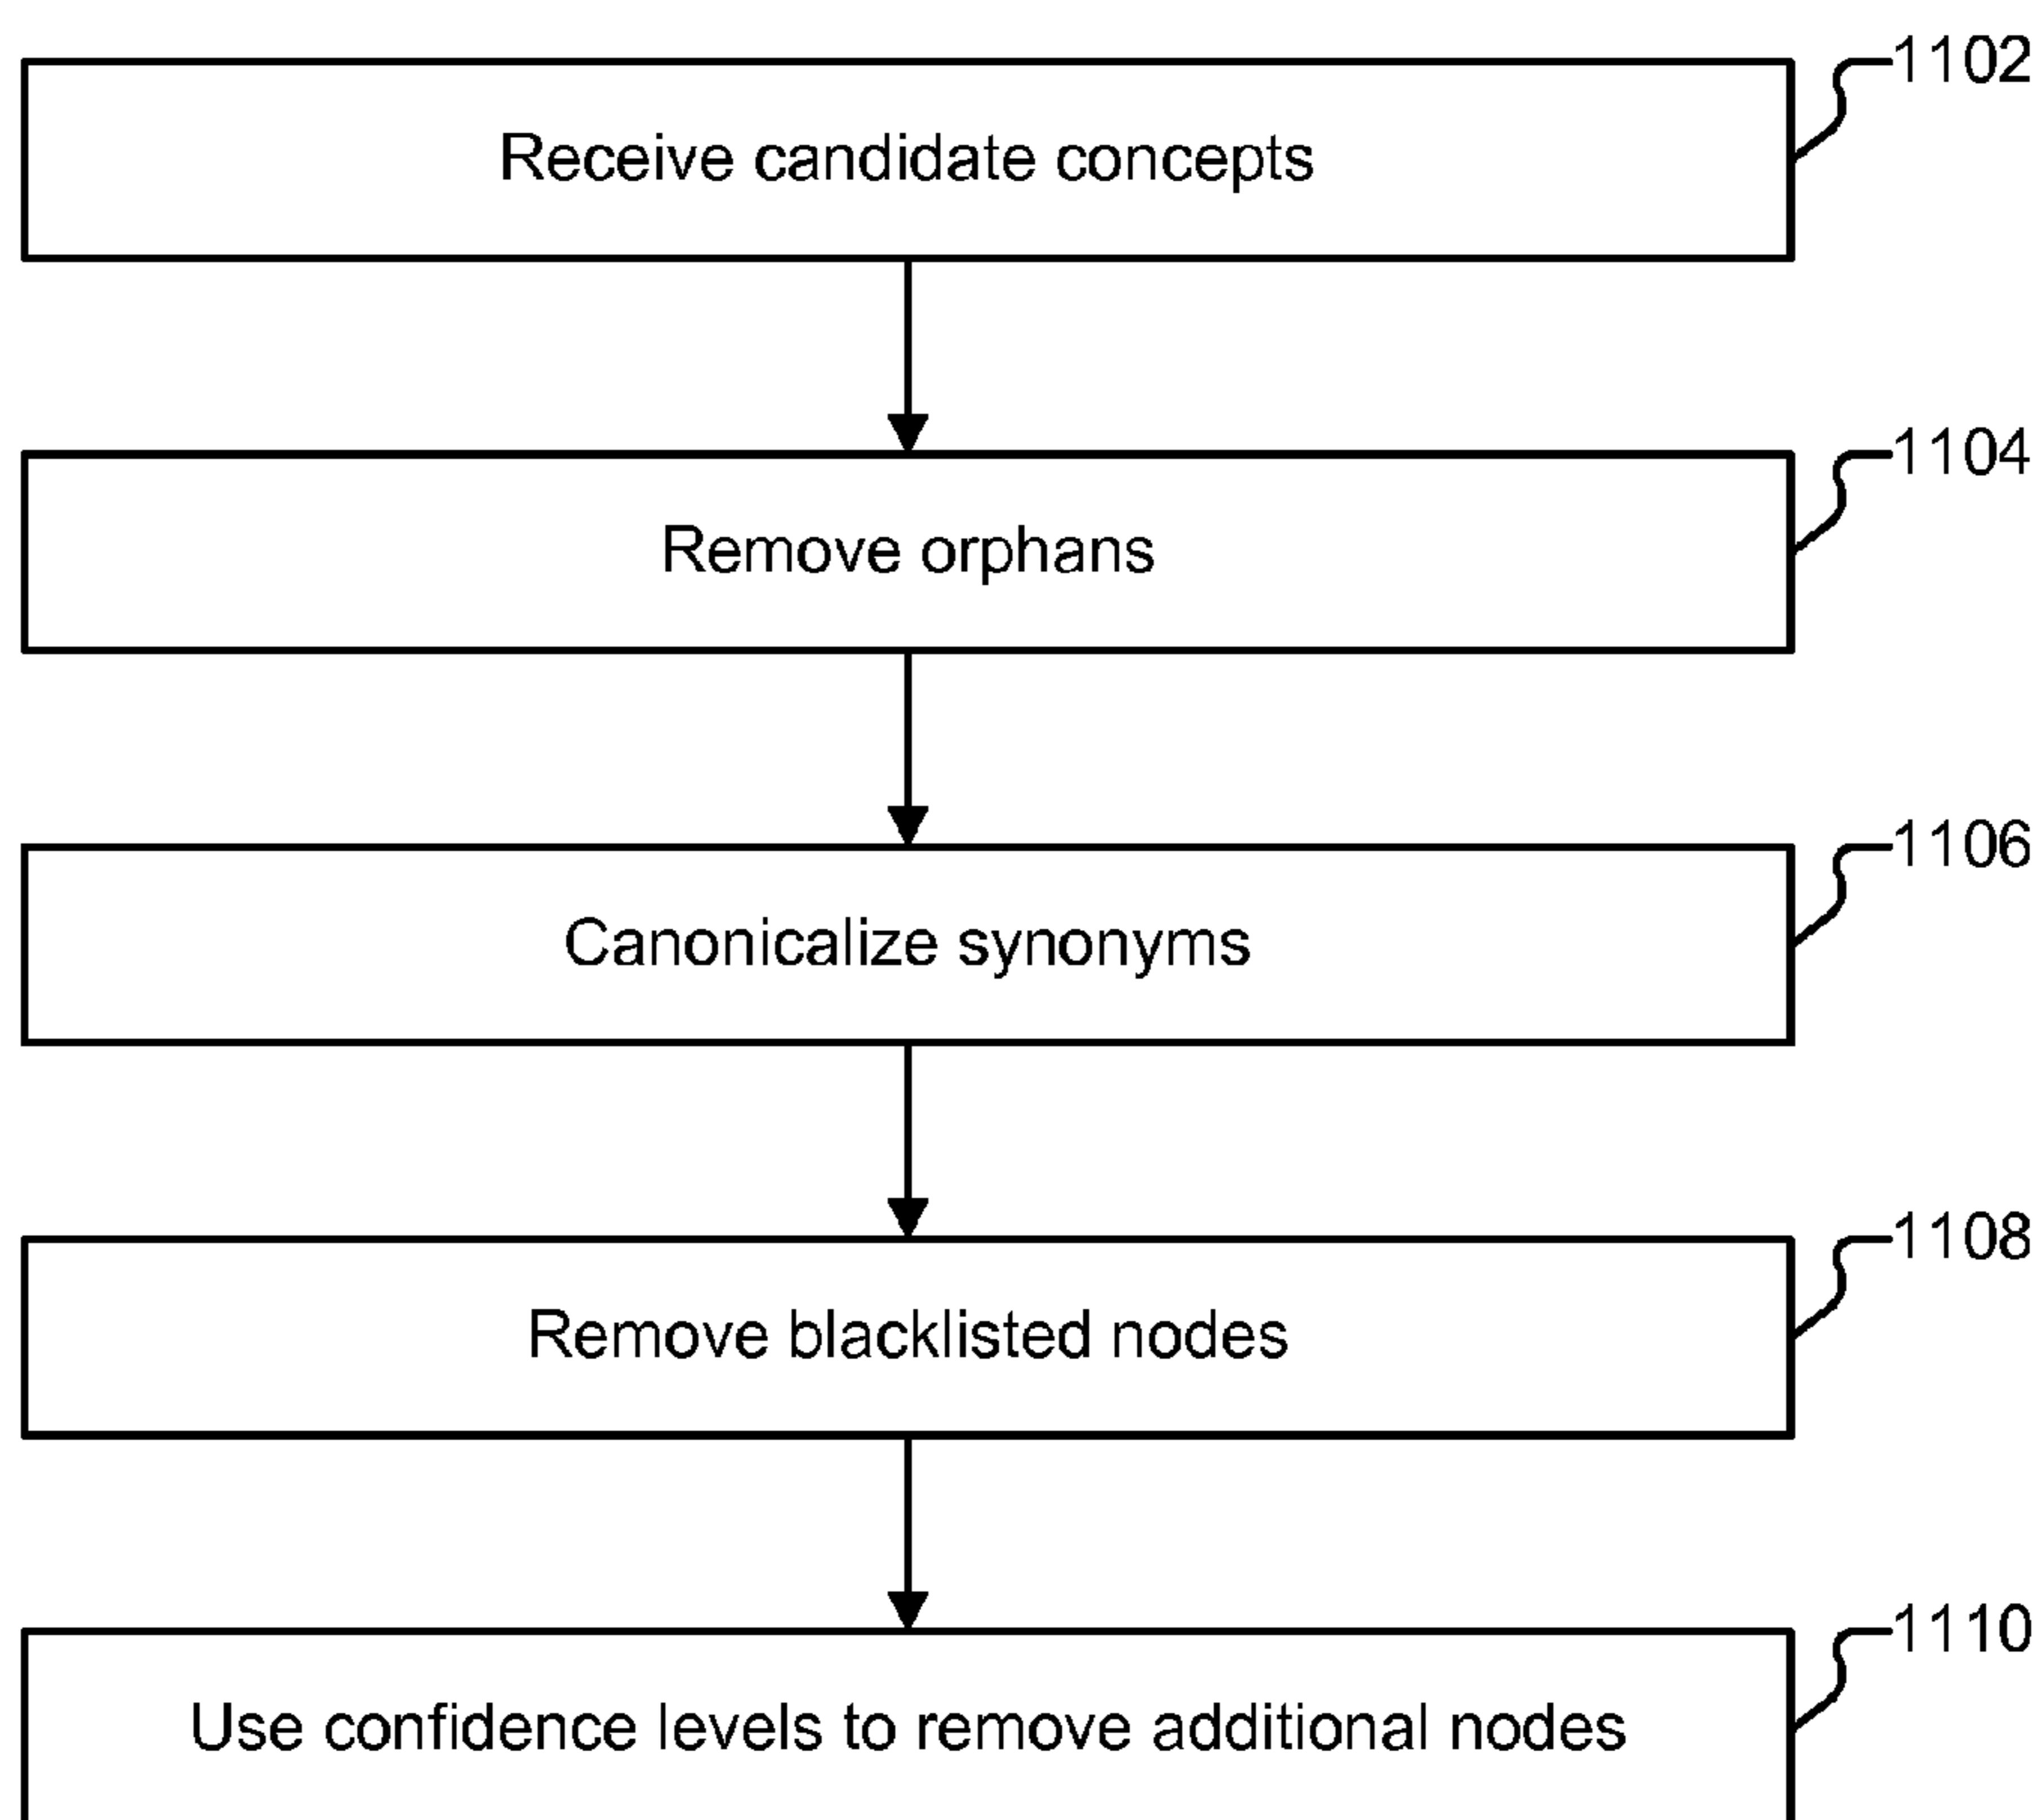 1102
Receive candidate concepts
1104
Remove orphans
1106
Canonicalize synonyms
1108
Remove blacklisted nodes
1110
Use confidence levels to remove additional nodes